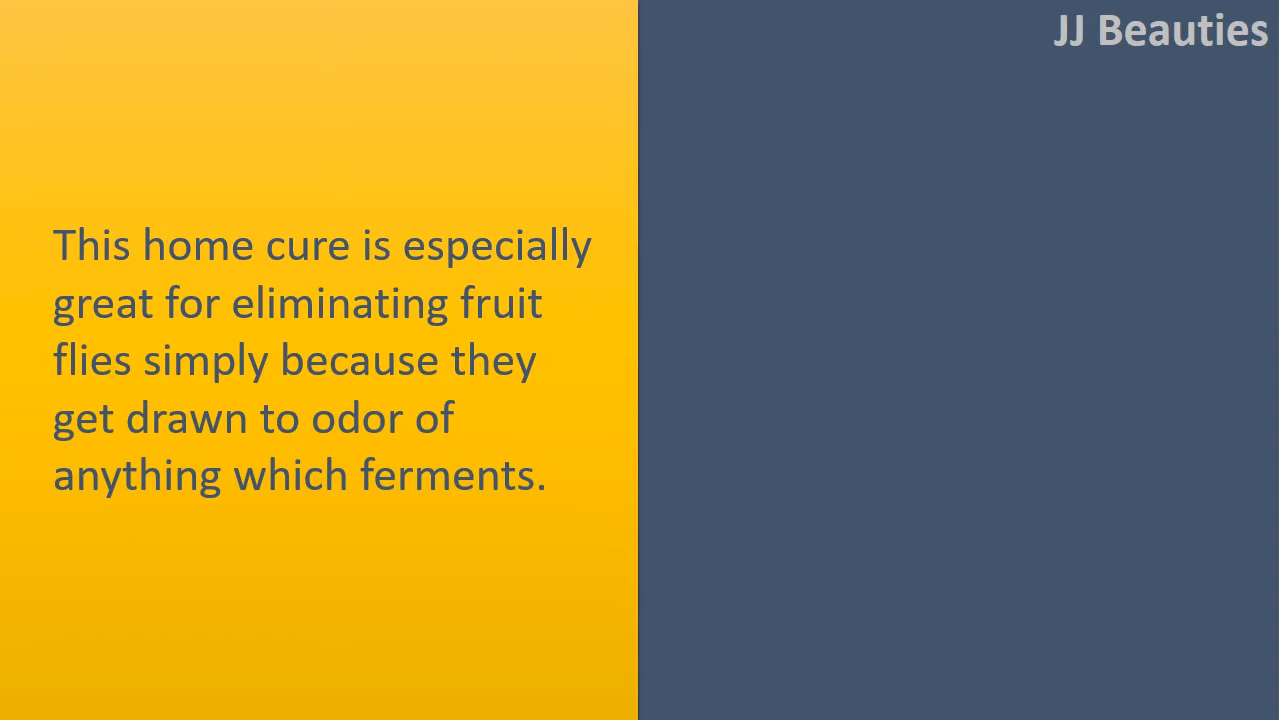 JJ Beauties
This home cure is especially
great for eliminating fruit
flies simply because they
get drawn to odor of
anything which ferments.